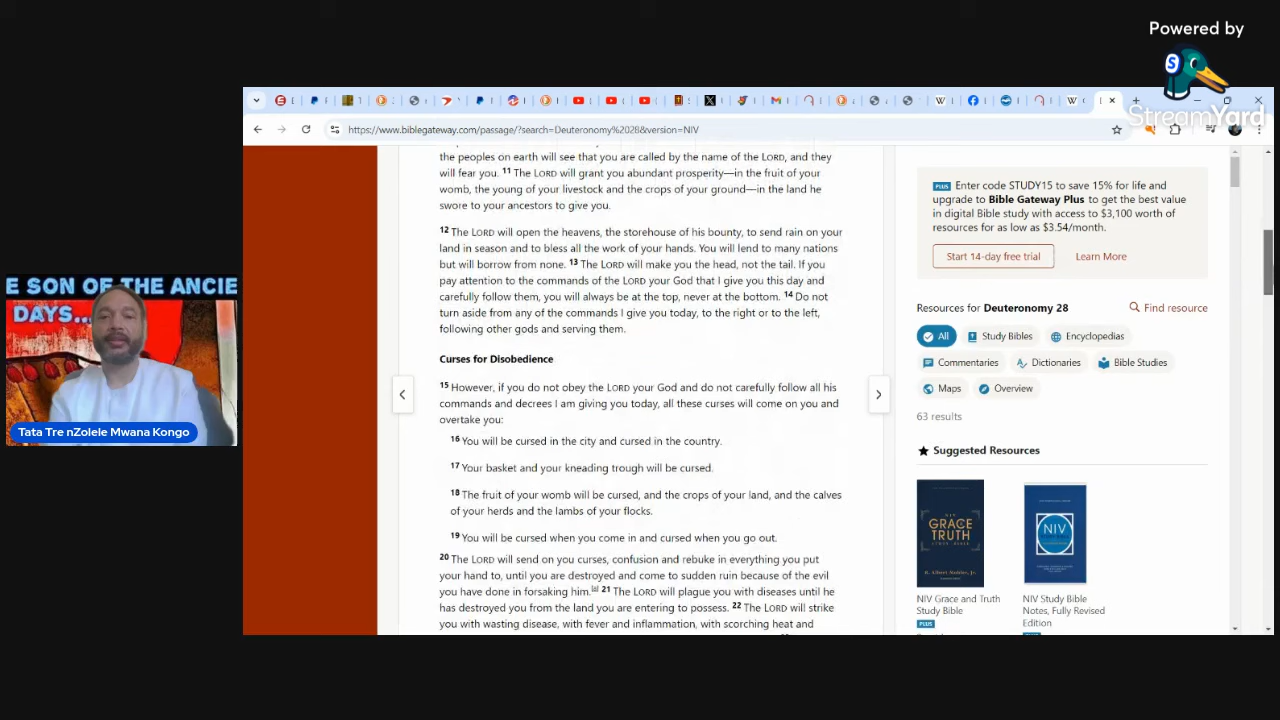 Powered by
StreamYard
https://www.biblegateway.com/passage/?search=Deuteronomy%2028&version=NIV
the peoples on earth will see that you are called by the name of the LORD, and they
will fear you. 11 The LORD will grant you abundant prosperity—in the fruit of your
womb, the young of your livestock and the crops of your ground—in the land he
swore to your ancestors to give you.
12 The LORD will open the heavens, the storehouse of his bounty, to send rain on your
land in season and to bless all the work of your hands. You will lend to many nations
but will borrow from none. 13 The LORD will make you the head, not the tail. If you
pay attention to the commands of the LORD your God that I give you this day and
carefully follow them, you will always be at the top, never at the bottom. 14 Do not
turn aside from any of the commands I give you today, to the right or to the left,
following other gods and serving them.
Curses for Disobedience
15 However, if you do not obey the LORD your God and do not carefully follow all his
commands and decrees I am giving you today, all these curses will come on you and
overtake you:
16 You will be cursed in the city and cursed in the country.
17 Your basket and your kneading trough will be cursed.
18 The fruit of your womb will be cursed, and the crops of your land, and the calves
of your herds and the lambs of your flocks.
19 You will be cursed when you come in and cursed when you go out.
20 The LORD will send on you curses, confusion and rebuke in everything you put
your hand to, until you are destroyed and come to sudden ruin because of the evil
you have done in forsaking him.[a] 21 The LORD will plague you with diseases until he
has destroyed you from the land you are entering to possess. 22 The LORD will strike
you with wasting disease, with fever and inflammation, with scorching heat and
PLUS Enter code STUDY15 to save 15% for life and
upgrade to Bible Gateway Plus to get the best value
in digital Bible study with access to $3,100 worth of
resources for as low as $3.54/month.
Start 14-day free trial
Learn More
Resources for Deuteronomy 28
Find resource
All
Study Bibles
Encyclopedias
Commentaries
Dictionaries
Bible Studies
Maps
Overview
63 results
Suggested Resources
GRACE
TRUTH
NIV
NIV Grace and Truth
Study Bible
PLUS
NIV Study Bible
Notes, Fully Revised
Edition
E SON OF THE ANCIE
DAYS...
Tata Tre nZolele Mwana Kongo